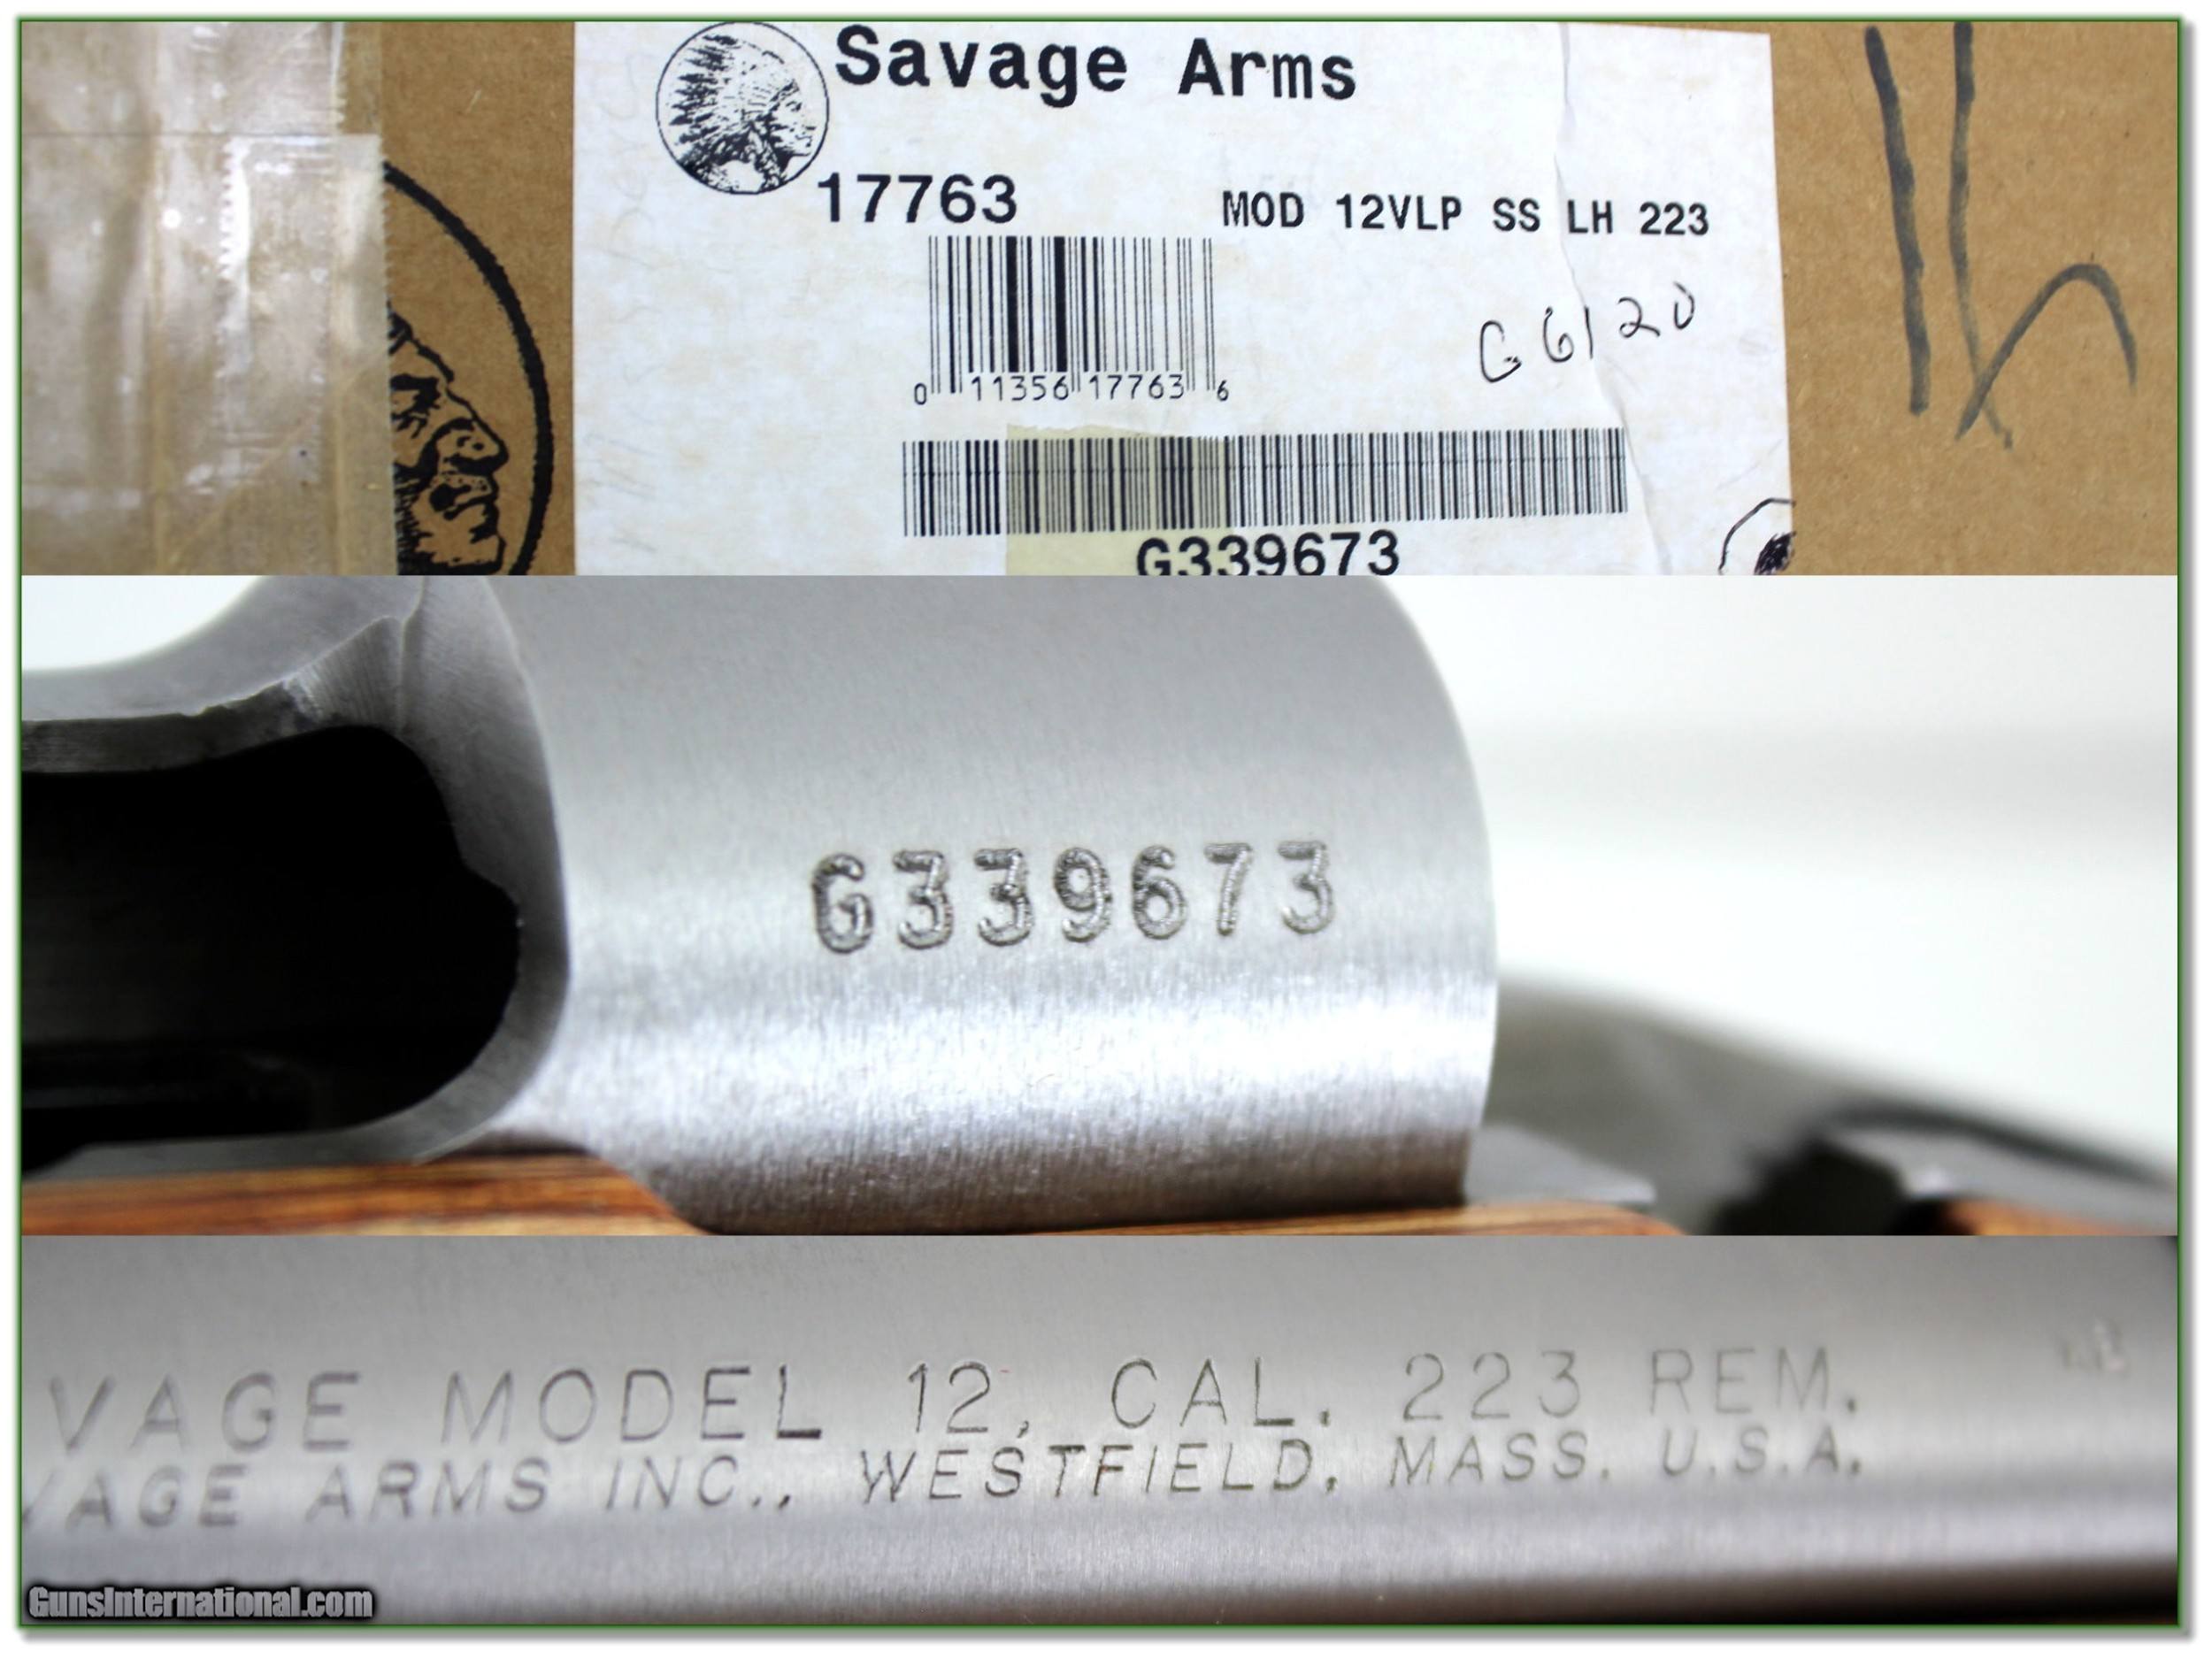 Savage Arms
17763
MOD 12VLP SS LH 223
G6120
0 11356 17763 6
G339673
G339673
VAGE MODEL 12, CAL. 223 REM.
VAGE ARMS INC., WESTFIELD, MASS. U.S.A.
GunsInternational.com